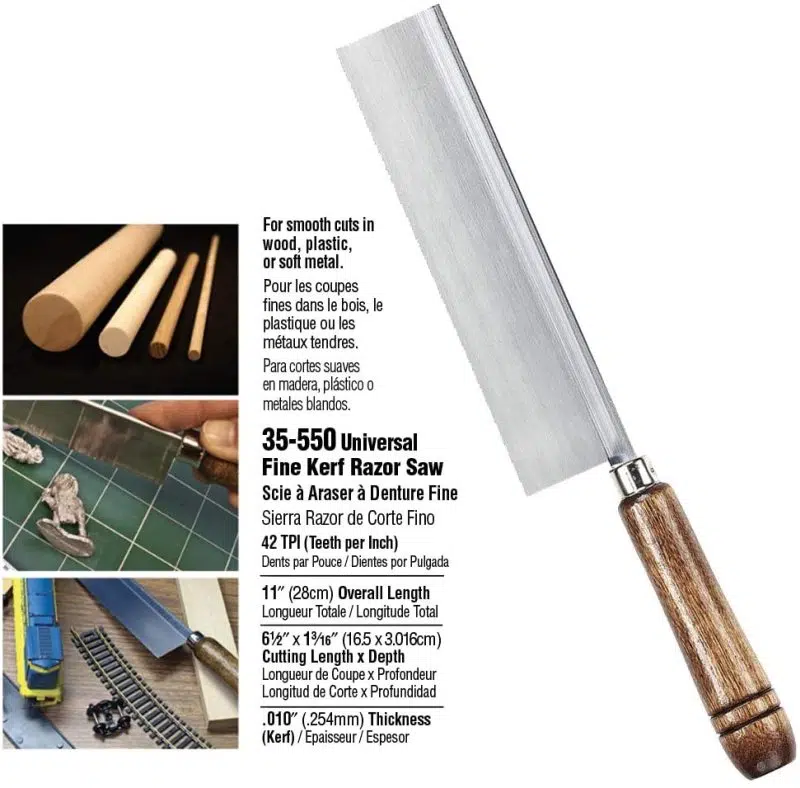 For smooth cuts in
wood, plastic,
or soft metal.
Pour les coupes
fines dans le bois, le
plastique ou les
métaux tendres.
Para cortes suaves
en madera, plástico o
metales blandos.
35-550 Universal
Fine Kerf Razor Saw
Scie à Araser à Denture Fine
Sierra Razor de Corte Fino
42 TPI (Teeth per Inch)
Dents par Pouce / Dientes por Pulgada
11″ (28cm) Overall Length
Longueur Totale / Longitude Total
6½″ x 1³⁄₁₆″ (16.5 x 3.016cm)
Cutting Length x Depth
Longueur de Coupe x Profondeur
Longitud de Corte x Profundidad
.010″ (.254mm) Thickness
(Kerf) / Epaisseur / Espesor